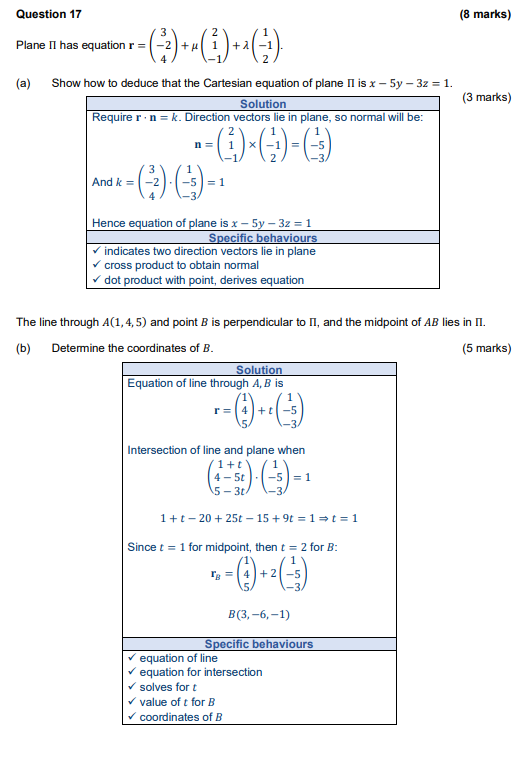 Question 17 (8 marks)
Plane Π has equation r = (3 −2 4) + μ (2 1 −1) + λ (1 −1 2).
(a) Show how to deduce that the Cartesian equation of plane Π is x − 5y − 3z = 1.
(3 marks)
Solution
Require r · n = k. Direction vectors lie in plane, so normal will be:
n = (2 1 −1) × (1 −1 2) = (1 −5 −3)
And k = (3 −2 4) · (1 −5 −3) = 1
Hence equation of plane is x − 5y − 3z = 1
Specific behaviours
✓ indicates two direction vectors lie in plane
✓ cross product to obtain normal
✓ dot product with point, derives equation
The line through A(1, 4, 5) and point B is perpendicular to Π, and the midpoint of AB lies in Π.
(b) Determine the coordinates of B. (5 marks)
Solution
Equation of line through A, B is
r = (1 4 5) + t (1 −5 −3)
Intersection of line and plane when
(1 + t 4 − 5t 5 − 3t) · (1 −5 −3) = 1
1 + t − 20 + 25t − 15 + 9t = 1 ⇒ t = 1
Since t = 1 for midpoint, then t = 2 for B:
r_B = (1 4 5) + 2 (1 −5 −3)
B(3, −6, −1)
Specific behaviours
✓ equation of line
✓ equation for intersection
✓ solves for t
✓ value of t for B
✓ coordinates of B